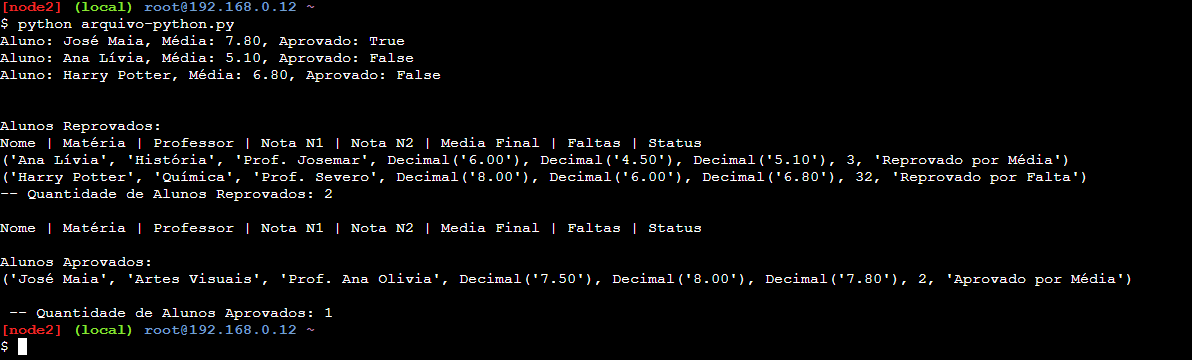 [node2] (local) root@192.168.0.12 ~
$ python arquivo-python.py
Aluno: José Maia, Média: 7.80, Aprovado: True
Aluno: Ana Lívia, Média: 5.10, Aprovado: False
Aluno: Harry Potter, Média: 6.80, Aprovado: False
Alunos Reprovados:
Nome | Matéria | Professor | Nota N1 | Nota N2 | Media Final | Faltas | Status
('Ana Lívia', 'História', 'Prof. Josemar', Decimal('6.00'), Decimal('4.50'), Decimal('5.10'), 3, 'Reprovado por Média')
('Harry Potter', 'Química', 'Prof. Severo', Decimal('8.00'), Decimal('6.00'), Decimal('6.80'), 32, 'Reprovado por Falta')
-- Quantidade de Alunos Reprovados: 2
Nome | Matéria | Professor | Nota N1 | Nota N2 | Media Final | Faltas | Status
Alunos Aprovados:
('José Maia', 'Artes Visuais', 'Prof. Ana Olivia', Decimal('7.50'), Decimal('8.00'), Decimal('7.80'), 2, 'Aprovado por Média')
-- Quantidade de Alunos Aprovados: 1
[node2] (local) root@192.168.0.12 ~
$